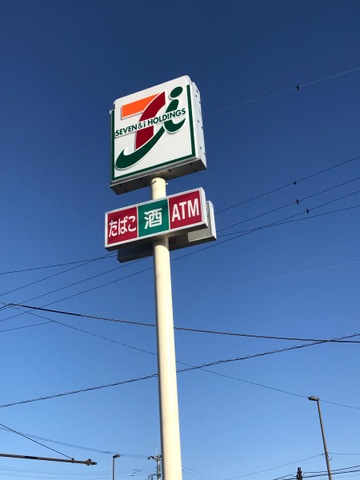 SEVEN & i HOLDINGS
たばこ 酒 ATM